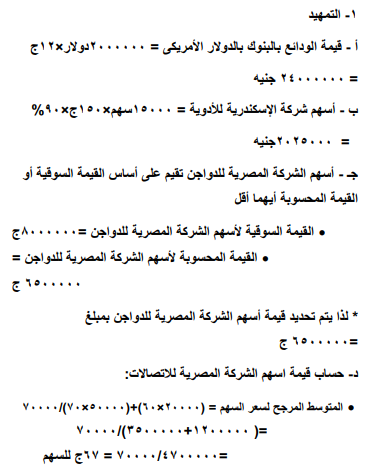 ١- التمهيد
أ - قيمة الودائع بالبنوك بالدولار الأمريكى = ٢٠٠٠٠٠٠دولار×١٢ج
= ٢٤٠٠٠٠٠٠ جنيه
ب - أسهم شركة الإسكندرية للأدوية = ١٥٠٠٠سهم×١٥٠ج×٩٠%
= ٢٠٢٥٠٠٠جنيه
جـ - أسهم الشركة المصرية للدواجن تقيم على أساس القيمة السوقية أو
القيمة المحسوبة أيهما أقل
• القيمة السوقية لأسهم الشركة المصرية للدواجن =٨٠٠٠٠٠٠ج
• القيمة المحسوبة لأسهم الشركة المصرية للدواجن =
٦٥٠٠٠٠٠ ج
* لذا يتم تحديد قيمة أسهم الشركة المصرية للدواجن بمبلغ
=٦٥٠٠٠٠٠ ج
د- حساب قيمة اسهم الشركة المصرية للاتصالات:
• المتوسط المرجح لسعر السهم = (٢٠٠٠٠×٦٠)+(٥٠٠٠٠×٧٠)/٧٠٠٠٠
=( ١٢٠٠٠٠٠+٣٥٠٠٠٠٠)/٧٠٠٠٠
=٤٧٠٠٠٠٠/٧٠٠٠٠ = ٦٧ج للسهم